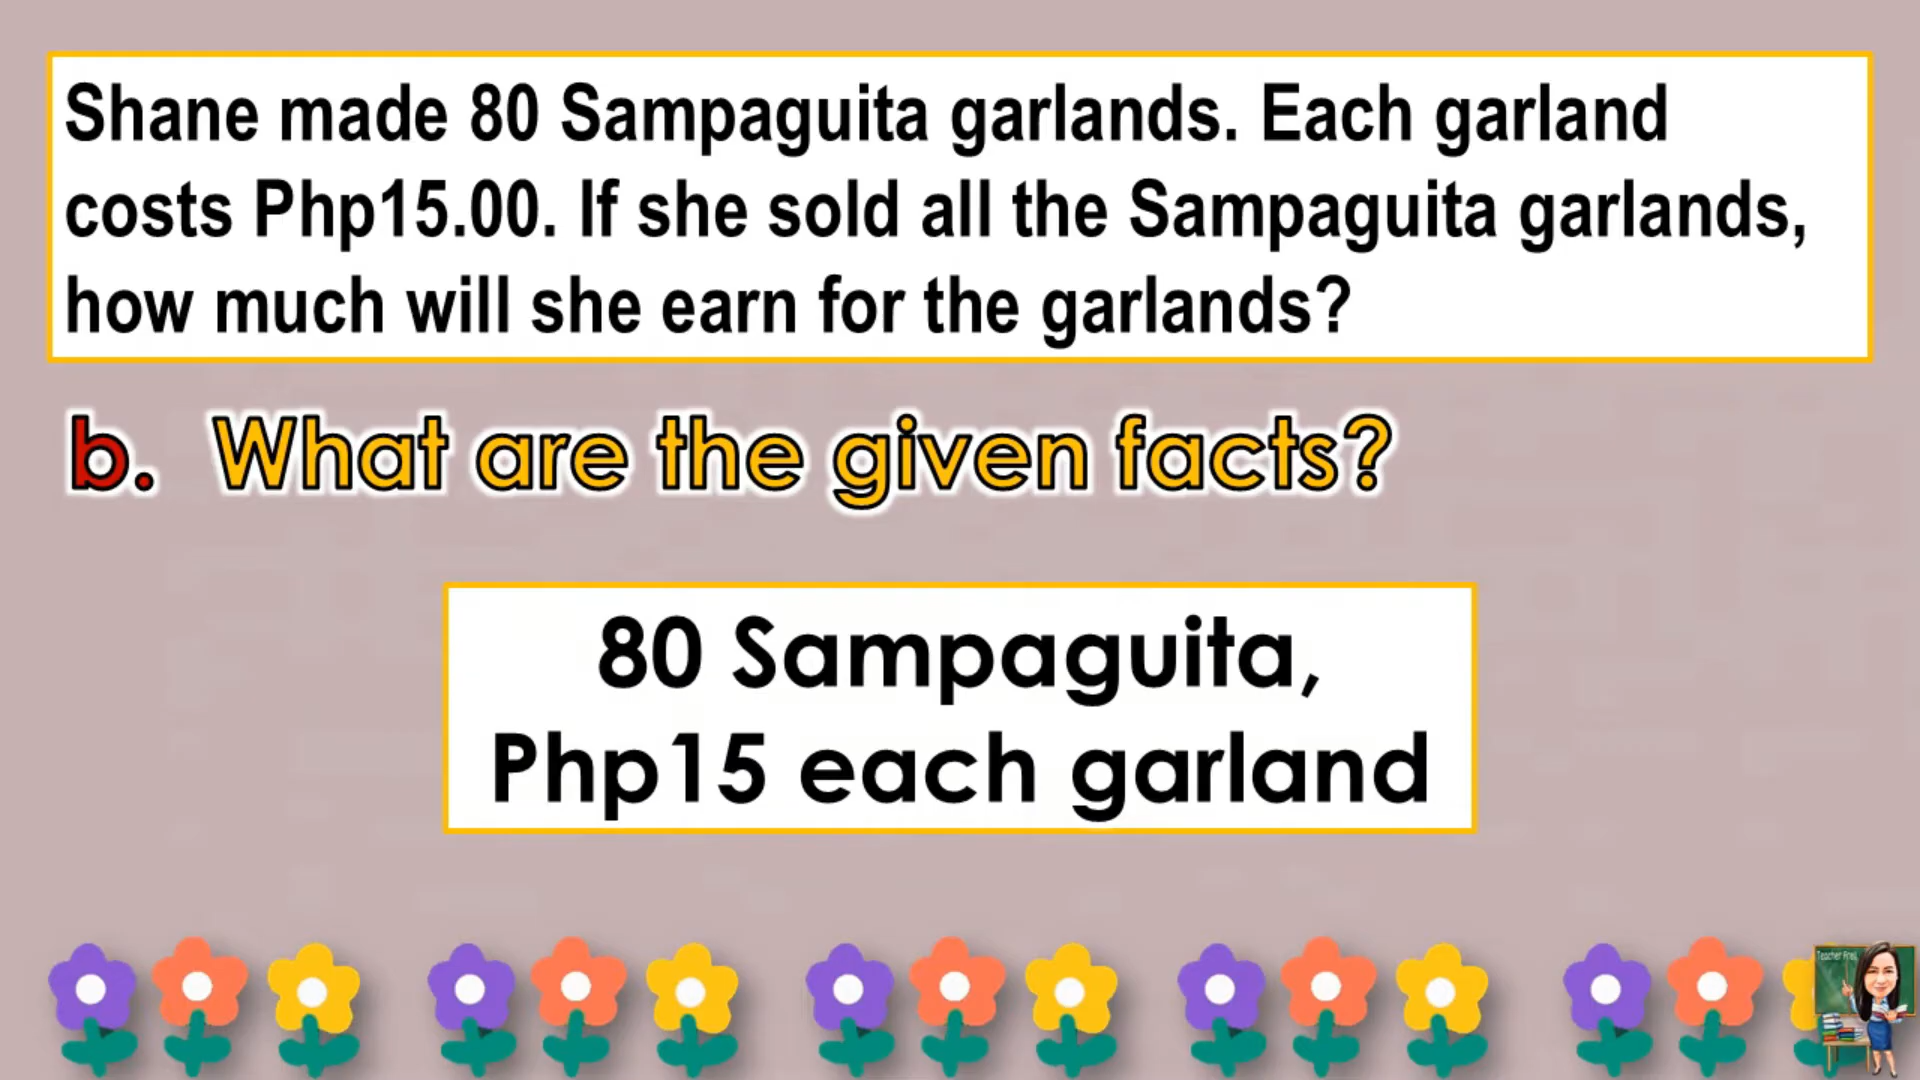 Shane made 80 Sampaguita garlands. Each garland
costs Php15.00. If she sold all the Sampaguita garlands,
how much will she earn for the garlands?
b. What are the given facts?
80 Sampaguita,
Php15 each garland
Teacher